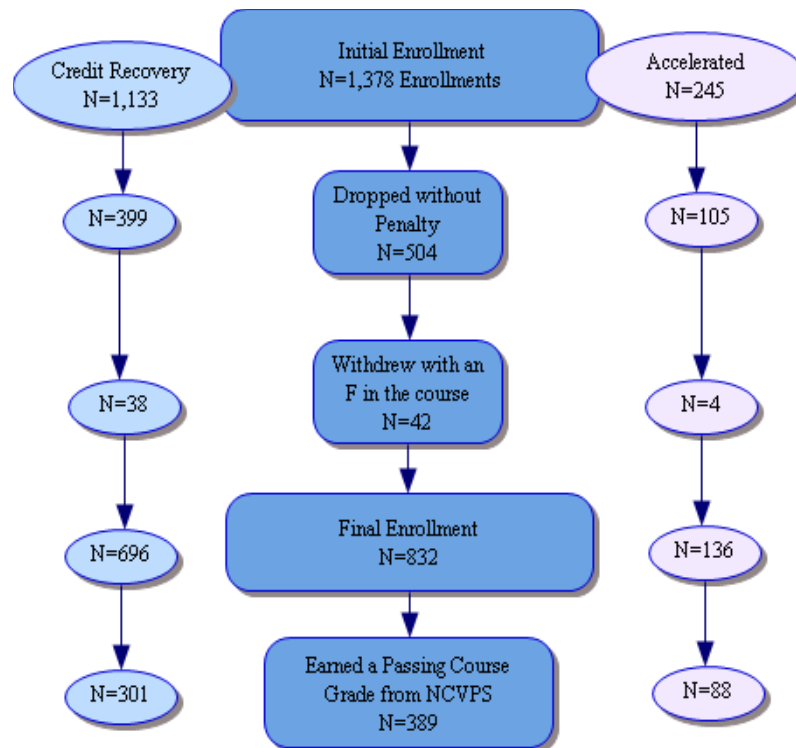 Credit Recovery
N=1,133
Initial Enrollment
N=1,378 Enrollments
Accelerated
N=245
N=399
Dropped without
Penalty
N=504
N=105
N=38
Withdrew with an
F in the course
N=42
N=4
N=696
Final Enrollment
N=832
N=136
N=301
Earned a Passing Course
Grade from NCVPS
N=389
N=88